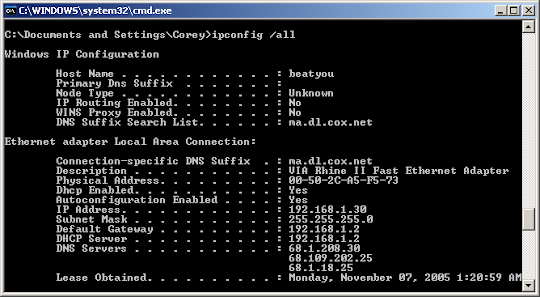 C:\WINDOWS\system32\cmd.exe
C:\Documents and Settings\Corey>ipconfig /all
Windows IP Configuration
Host Name . . . . . . . . . . . . : beatyou
Primary Dns Suffix . . . . . . . :
Node Type . . . . . . . . . . . . : Unknown
IP Routing Enabled. . . . . . . . : No
WINS Proxy Enabled. . . . . . . . : No
DNS Suffix Search List. . . . . . : ma.dl.cox.net
Ethernet adapter Local Area Connection:
Connection-specific DNS Suffix . : ma.dl.cox.net
Description . . . . . . . . . . . : VIA Rhine II Fast Ethernet Adapter
Physical Address. . . . . . . . . : 00-50-2C-A5-F5-73
Dhcp Enabled. . . . . . . . . . . : Yes
Autoconfiguration Enabled . . . . : Yes
IP Address. . . . . . . . . . . . : 192.168.1.30
Subnet Mask . . . . . . . . . . . : 255.255.255.0
Default Gateway . . . . . . . . . : 192.168.1.2
DHCP Server . . . . . . . . . . . : 192.168.1.2
DNS Servers . . . . . . . . . . . : 68.1.208.30
68.109.202.25
68.1.18.25
Lease Obtained. . . . . . . . . . : Monday, November 07, 2005 1:20:59 AM